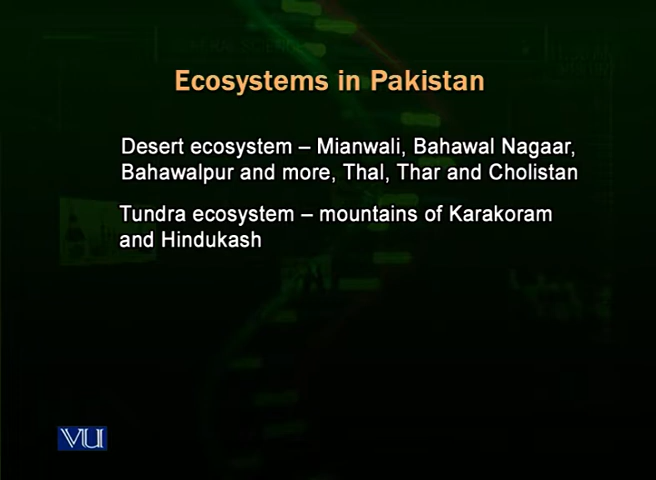 Ecosystems in Pakistan
Desert ecosystem – Mianwali, Bahawal Nagaar,
Bahawalpur and more, Thal, Thar and Cholistan
Tundra ecosystem – mountains of Karakoram
and Hindukash
VU